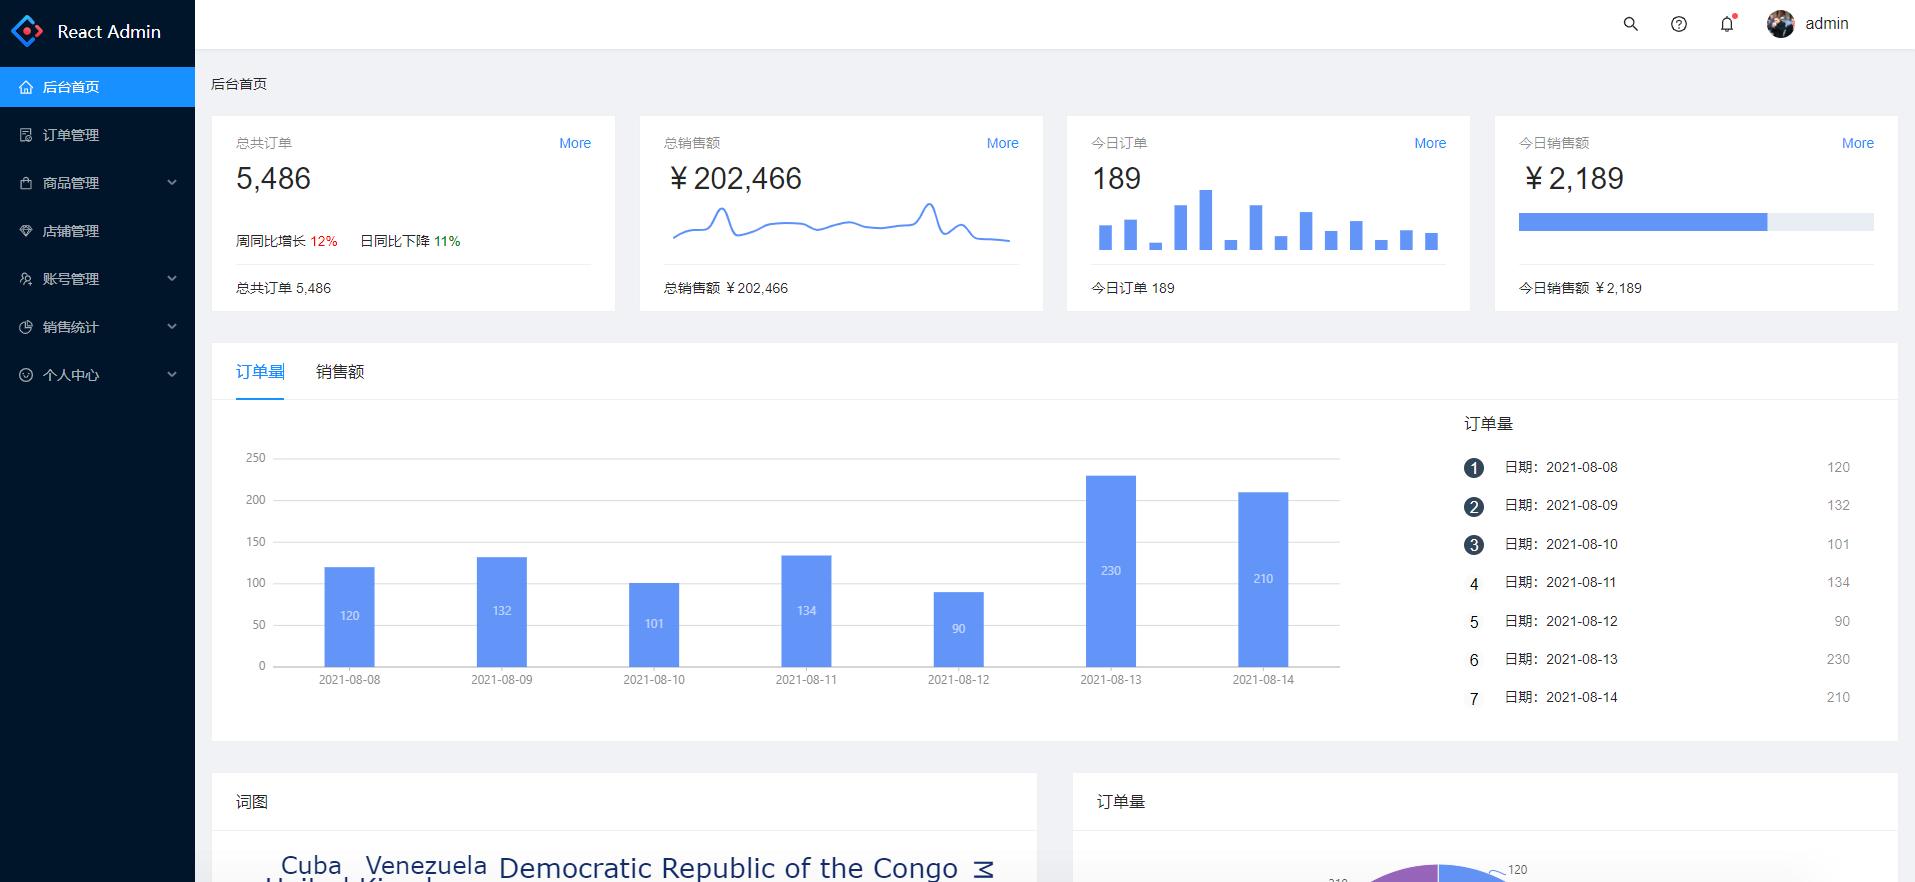 React Admin
后台首页
订单管理
商品管理
店铺管理
账号管理
销售统计
个人中心
admin
后台首页
总共订单 More
5,486
周同比增长 12% 日同比下降 11%
总共订单 5,486
总销售额 More
￥202,466
总销售额 ￥202,466
今日订单 More
189
今日订单 189
今日销售额 More
￥2,189
今日销售额 ￥2,189
订单量 销售额
250
200
150
100
50
0
120
132
101
134
90
230
210
2021-08-08 2021-08-09 2021-08-10 2021-08-11 2021-08-12 2021-08-13 2021-08-14
订单量
1 日期：2021-08-08 120
2 日期：2021-08-09 132
3 日期：2021-08-10 101
4 日期：2021-08-11 134
5 日期：2021-08-12 90
6 日期：2021-08-13 230
7 日期：2021-08-14 210
词图
Cuba Venezuela Democratic Republic of the Congo
订单量
120